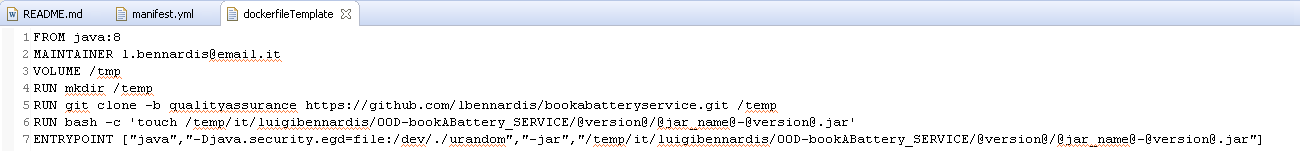 README.md manifest.yml dockerfileTemplate
1 FROM java:8
2 MAINTAINER l.bennardis@email.it
3 VOLUME /tmp
4 RUN mkdir /temp
5 RUN git clone -b qualityassurance https://github.com/lbennardis/bookabatteryservice.git /temp
6 RUN bash -c 'touch /temp/it/luigibennardis/OOD-bookABattery_SERVICE/@version@/@jar_name@-@version@.jar'
7 ENTRYPOINT ["java","-Djava.security.egd=file:/dev/./urandom","-jar","/temp/it/luigibennardis/OOD-bookABattery_SERVICE/@version@/@jar_name@-@version@.jar"]